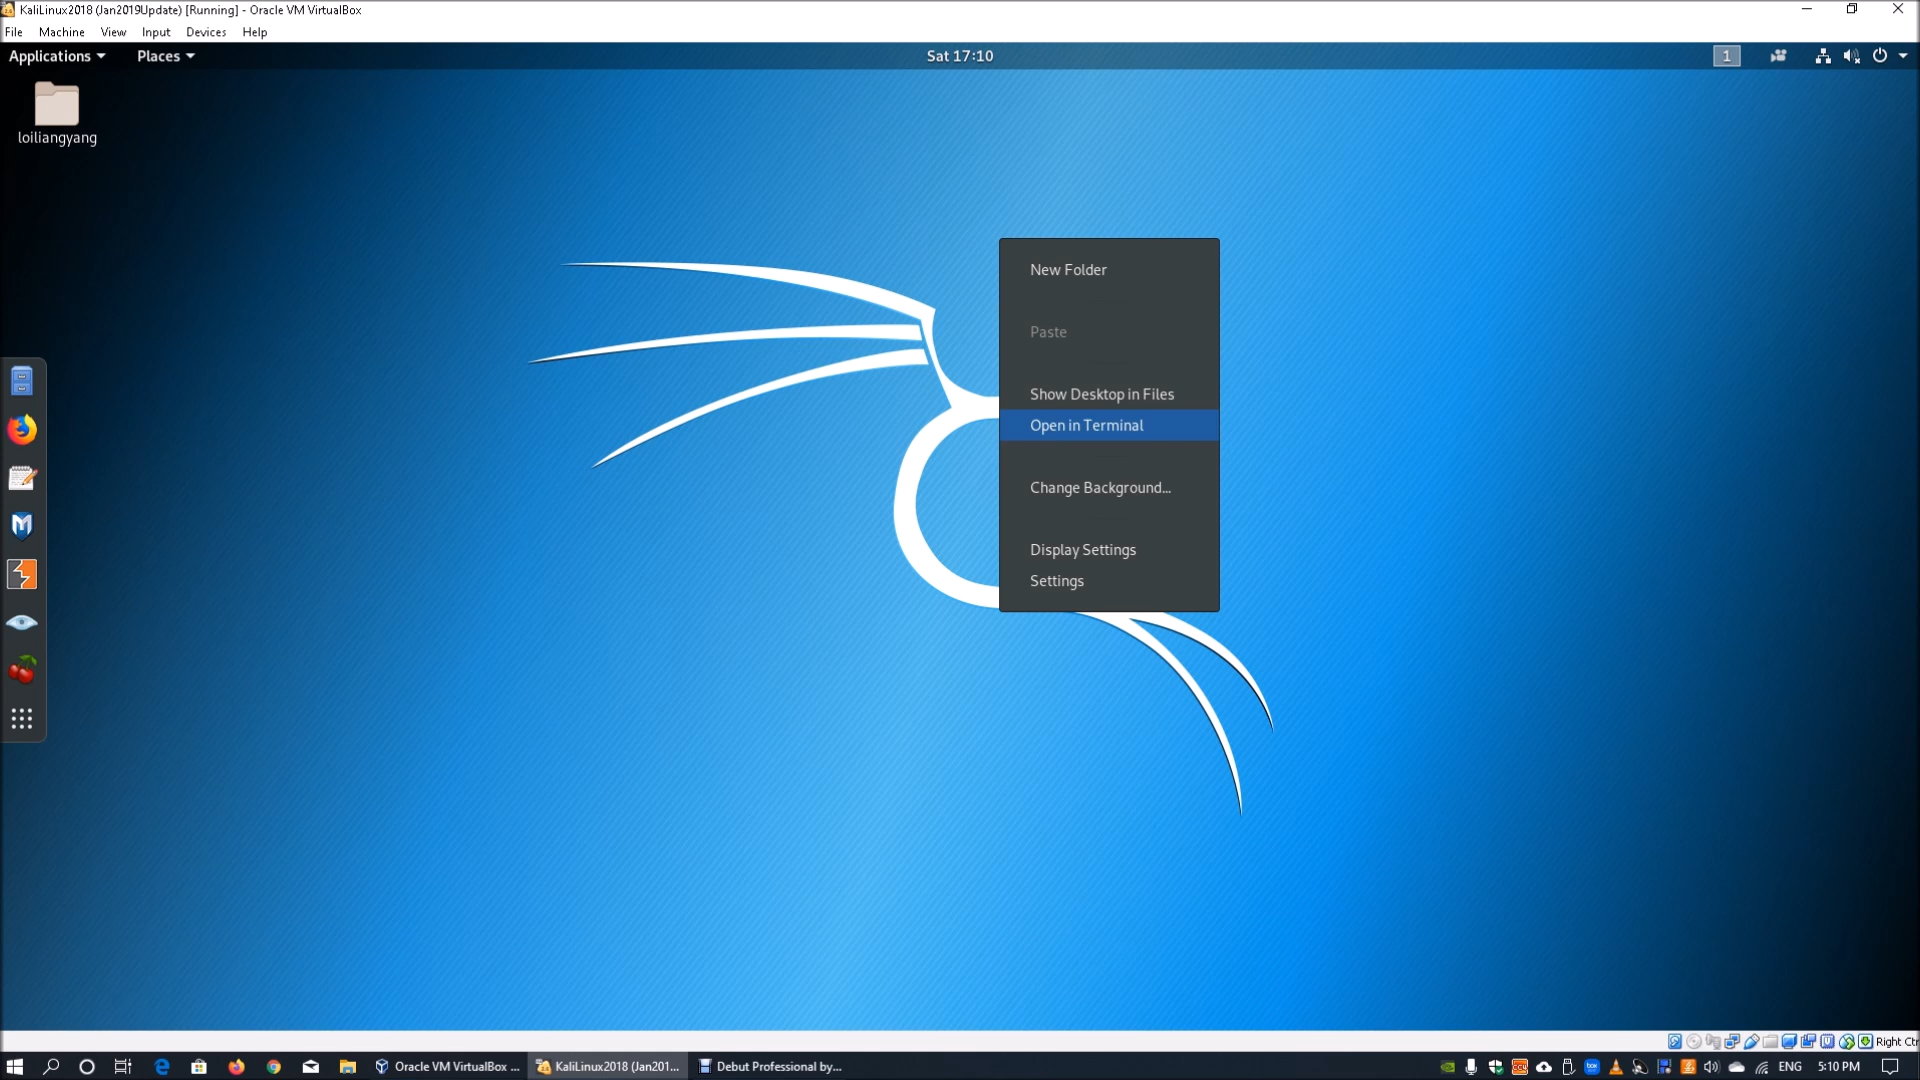 KaliLinux2018 (Jan2019Update) [Running] - Oracle VM VirtualBox
File Machine View Input Devices Help
Applications Places Sat 17:10 1
loiliangyang
New Folder
Paste
Show Desktop in Files
Open in Terminal
Change Background...
Display Settings
Settings
Right Ctr
Oracle VM VirtualBox ... KaliLinux2018 (Jan201... Debut Professional by... ENG 5:10 PM